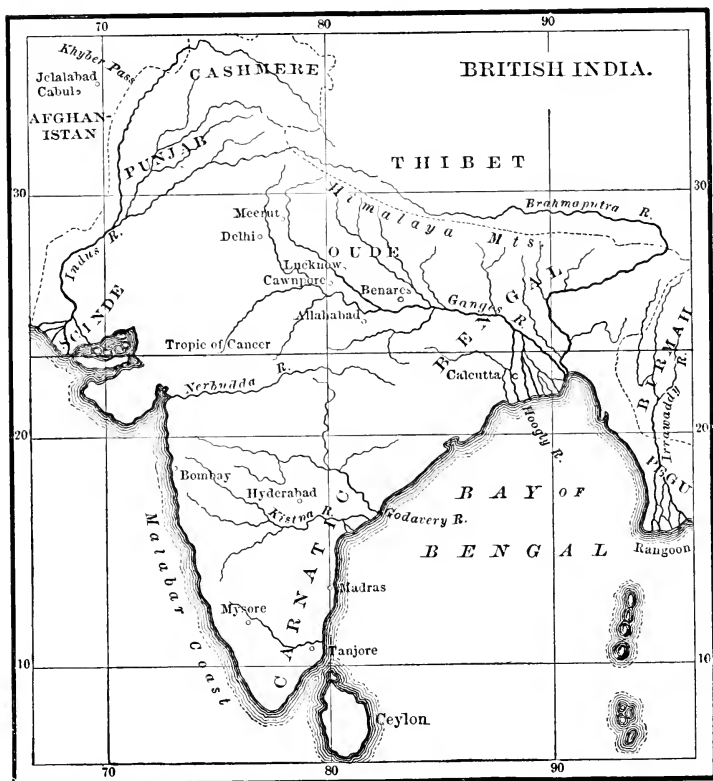 70 80 90
BRITISH INDIA.
Khyber Pass
CASHMERE
Jelalabad
Cabul
AFGHAN-
ISTAN
PUNJAB
THIBET
30
30
Himalaya Mts.
Brahmaputra R.
Meerut
Delhi
OUDE
Indus R.
Lucknow
Cawnpore
Benares
Ganges R.
BENGAL
Allahabad
SCINDE
Tropic of Cancer
BIRMAH
Calcutta
Nerbudda R.
Hoogly R.
Irrawaddy R.
20
20
Bombay
PEGU
Hyderabad
BAY OF
Kistna R.
Godavery R.
BENGAL
Rangoon
Malabar Coast
CARNATIC
Madras
Mysore
Tanjore
10
10
Ceylon
70 80 90